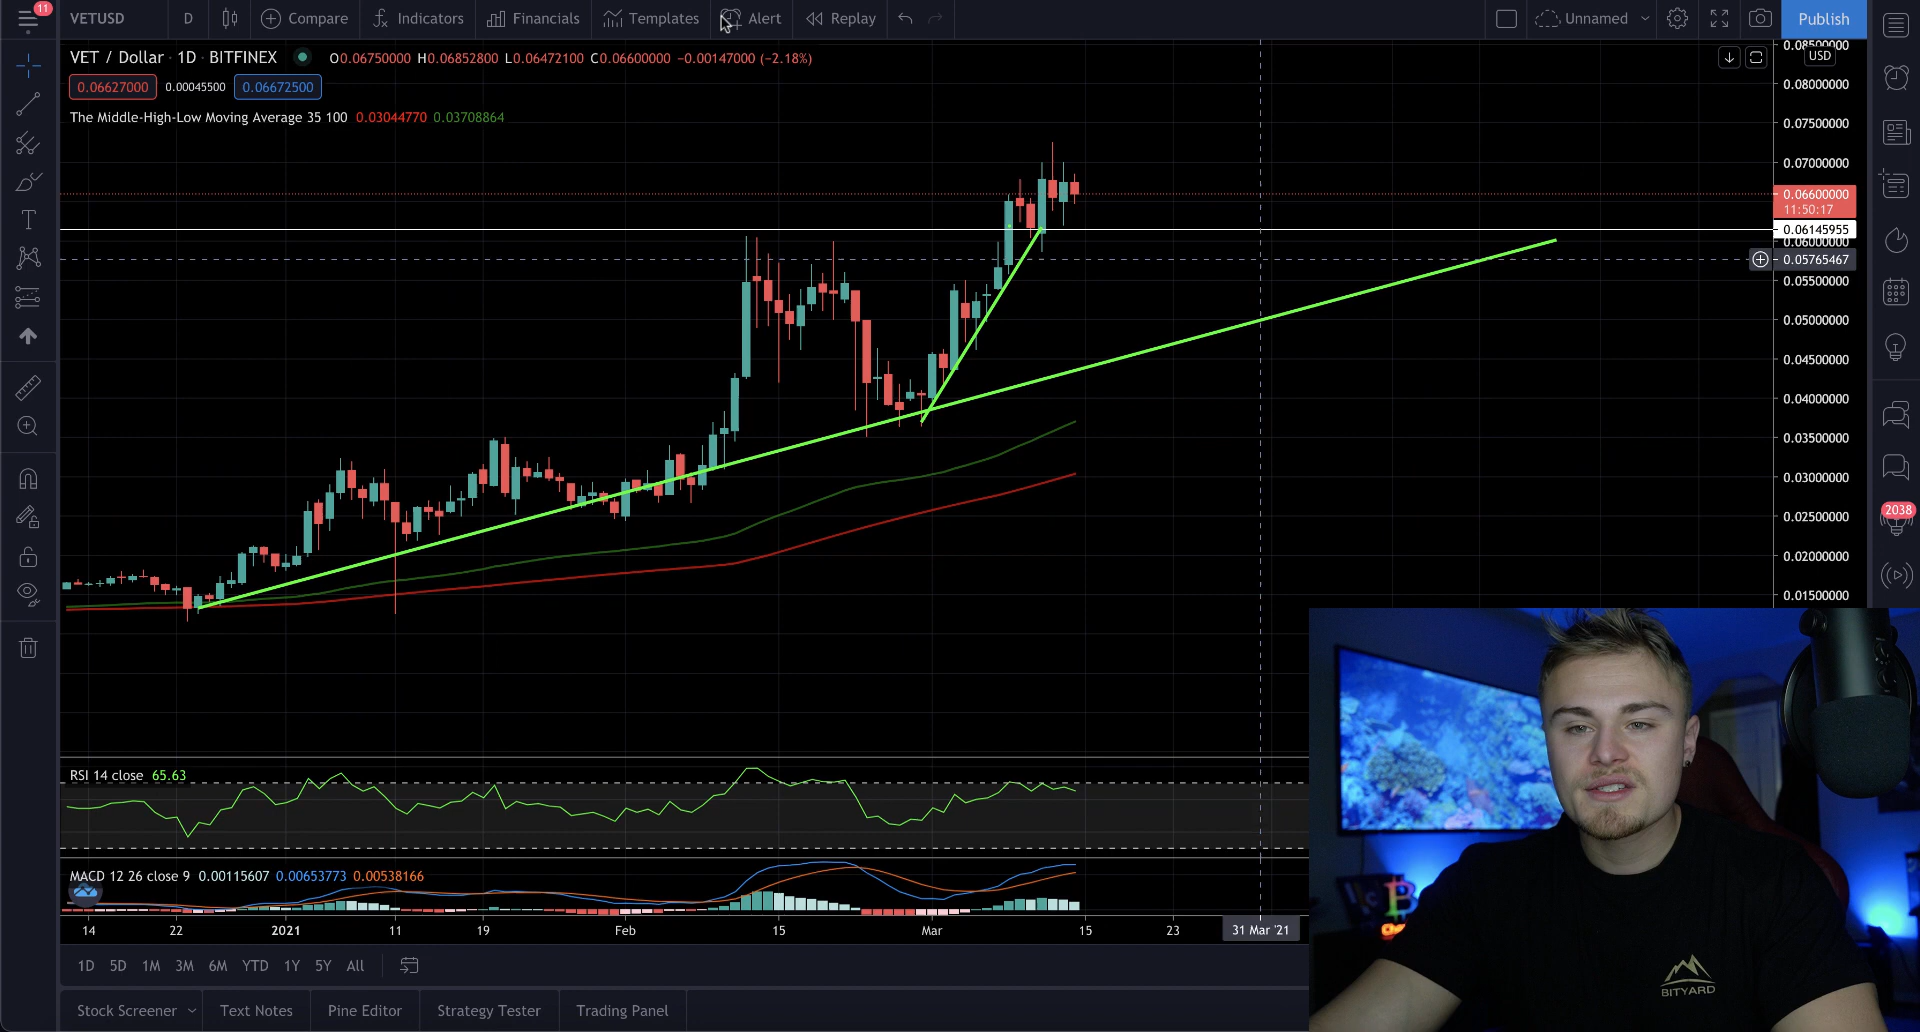 11
VETUSD D Compare Indicators Financials Templates Alert Replay Unnamed Publish
VET / Dollar · 1D · BITFINEX O0.06750000 H0.06852800 L0.06472100 C0.06600000 −0.00147000 (−2.18%)
0.06627000 0.00045500 0.06672500
The Middle-High-Low Moving Average 35 100 0.03044770 0.03708864
0.08500000
USD
0.08000000
0.07500000
0.07000000
0.06600000
11:50:17
0.06145955
0.06000000
0.05765467
0.05500000
0.05000000
0.04500000
0.04000000
0.03500000
0.03000000
0.02500000
0.02000000
0.01500000
2038
RSI 14 close 65.63
MACD 12 26 close 9 0.00115607 0.00653773 0.00538166
14 22 2021 11 19 Feb 15 Mar 15 23 31 Mar '21
1D 5D 1M 3M 6M YTD 1Y 5Y All
Stock Screener Text Notes Pine Editor Strategy Tester Trading Panel
BITYARD